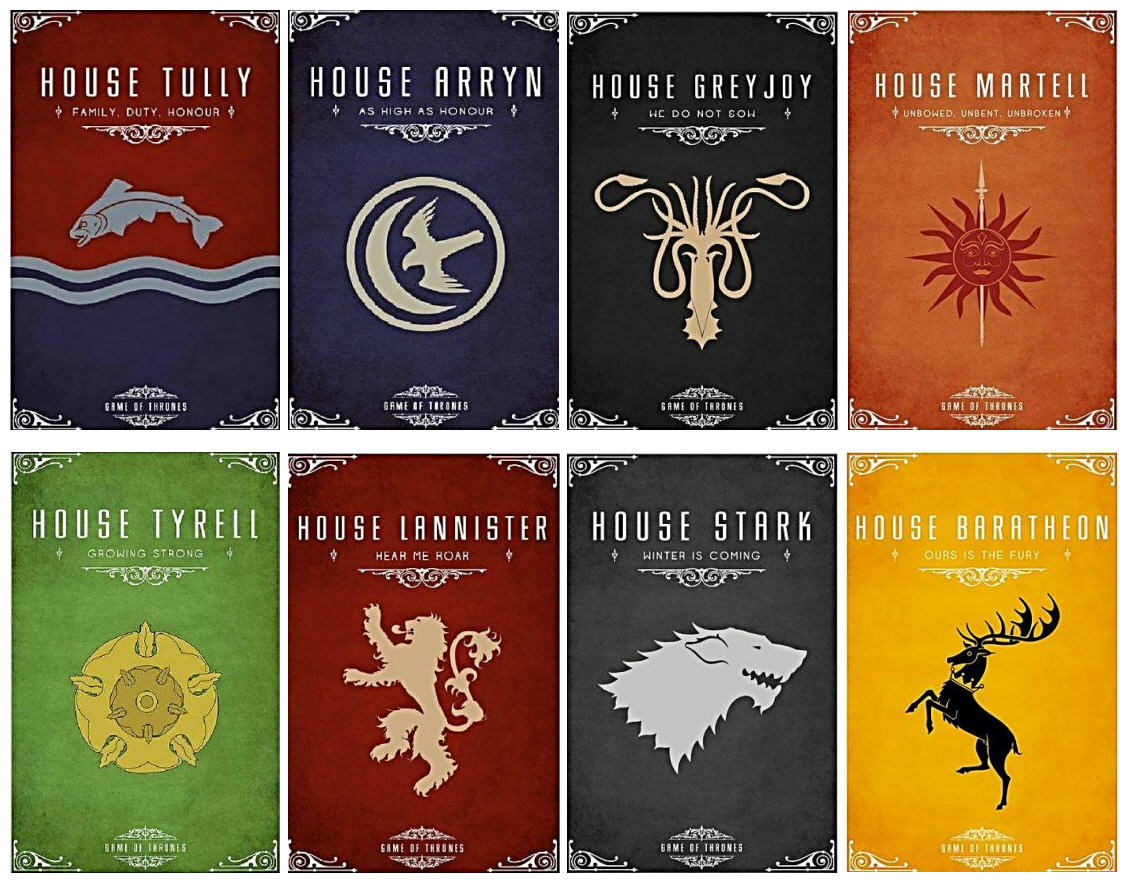 HOUSE TULLY
FAMILY, DUTY, HONOUR
GAME OF THRONES
HOUSE ARRYN
AS HIGH AS HONOUR
GAME OF THRONES
HOUSE GREYJOY
WE DO NOT SOW
GAME OF THRONES
HOUSE MARTELL
UNBOWED, UNBENT, UNBROKEN
GAME OF THRONES
HOUSE TYRELL
GROWING STRONG
GAME OF THRONES
HOUSE LANNISTER
HEAR ME ROAR
GAME OF THRONES
HOUSE STARK
WINTER IS COMING
GAME OF THRONES
HOUSE BARATHEON
OURS IS THE FURY
GAME OF THRONES